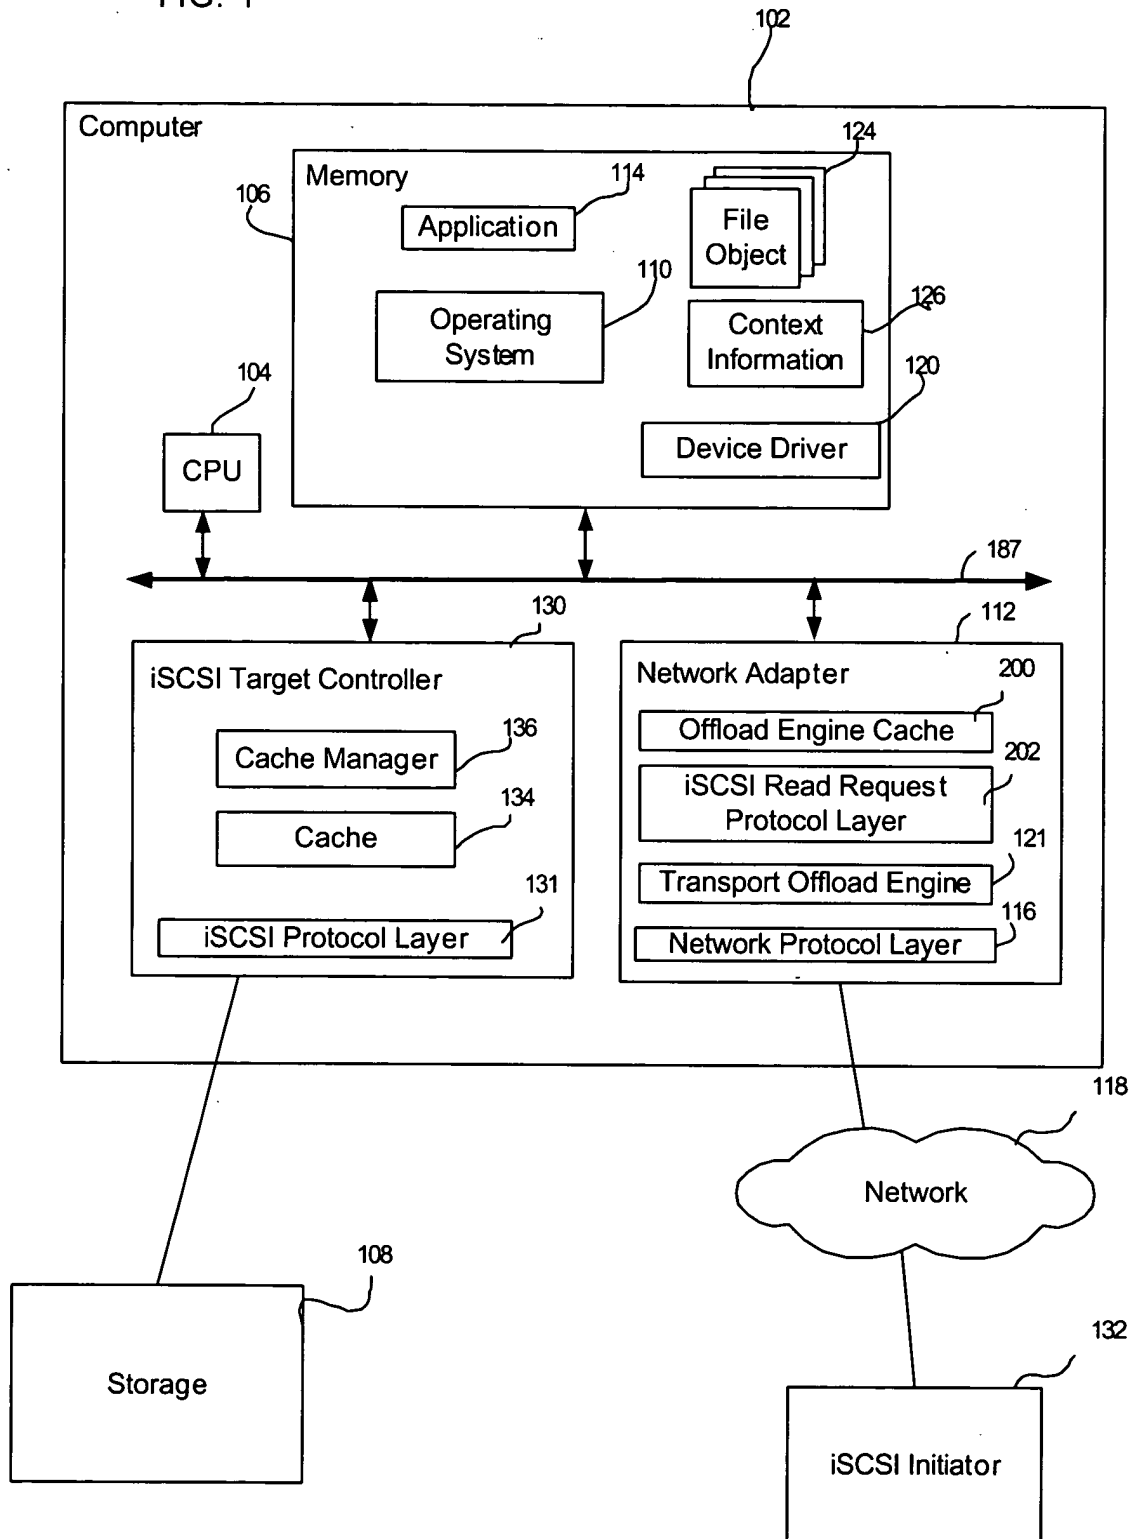 FIG. 1
102
Computer
124
Memory
114
106
Application
File
Object
110
126
Operating
System
Context
Information
104
120
CPU
Device Driver
187
130
112
iSCSI Target Controller
Network Adapter
200
136
Offload Engine Cache
Cache Manager
202
iSCSI Read Request
Protocol Layer
134
Cache
121
Transport Offload Engine
131
116
iSCSI Protocol Layer
Network Protocol Layer
118
Network
108
132
Storage
iSCSI Initiator